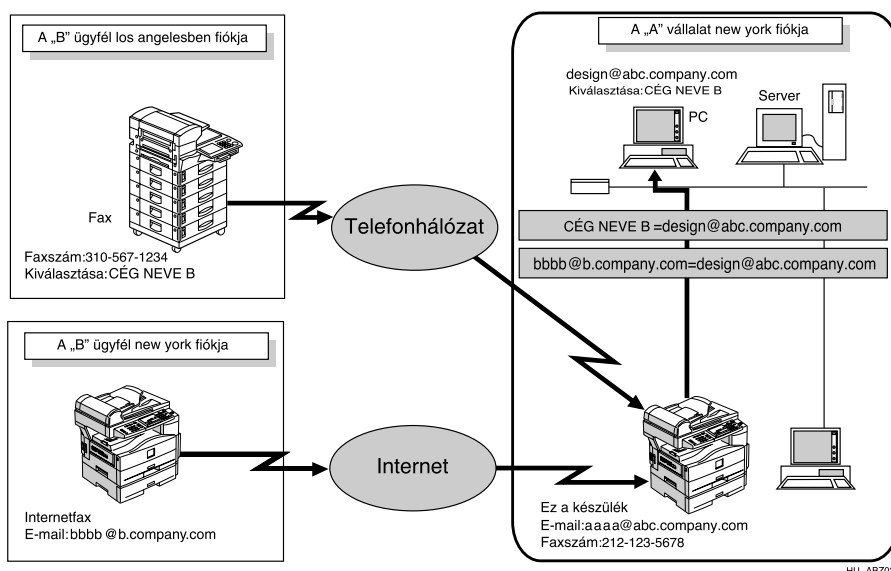 A „B” ügyfél los angelesben fiókja
Fax
Faxszám:310-567-1234
Kiválasztása:CÉG NEVE B
A „B” ügyfél new york fiókja
Internetfax
E-mail:bbbb @b.company.com
Telefonhálózat
Internet
A „A” vállalat new york fiókja
design@abc.company.com
Kiválasztása:CÉG NEVE B
PC
Server
CÉG NEVE B =design@abc.company.com
bbbb@b.company.com=design@abc.company.com
Ez a készülék
E-mail:aaaa@abc.company.com
Faxszám:212-123-5678